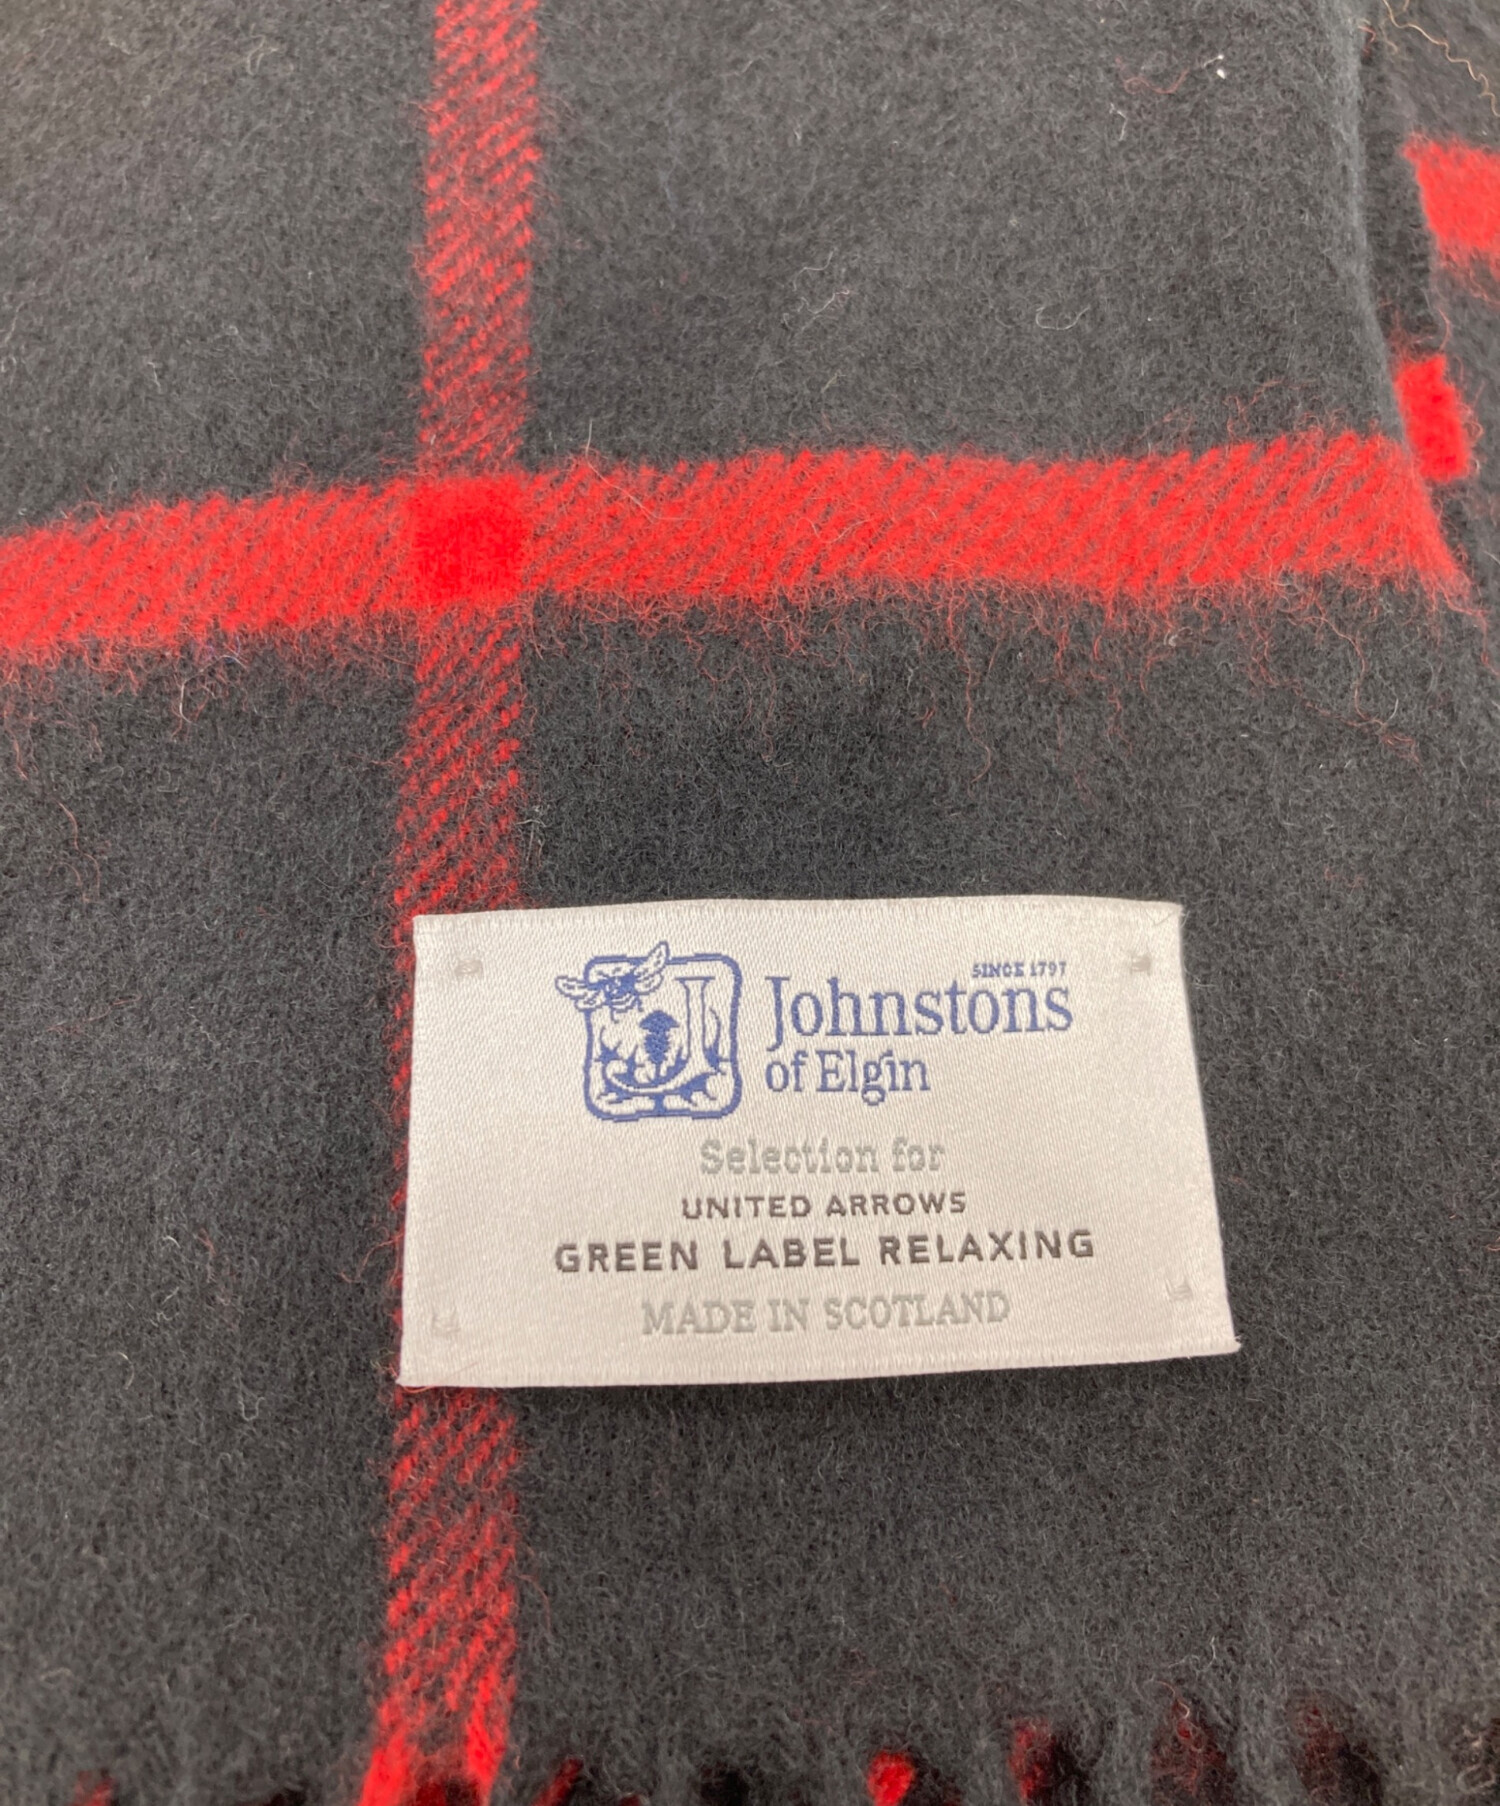 SINCE 1797
Johnstons
of Elgin
Selection for
UNITED ARROWS
GREEN LABEL RELAXING
MADE IN SCOTLAND